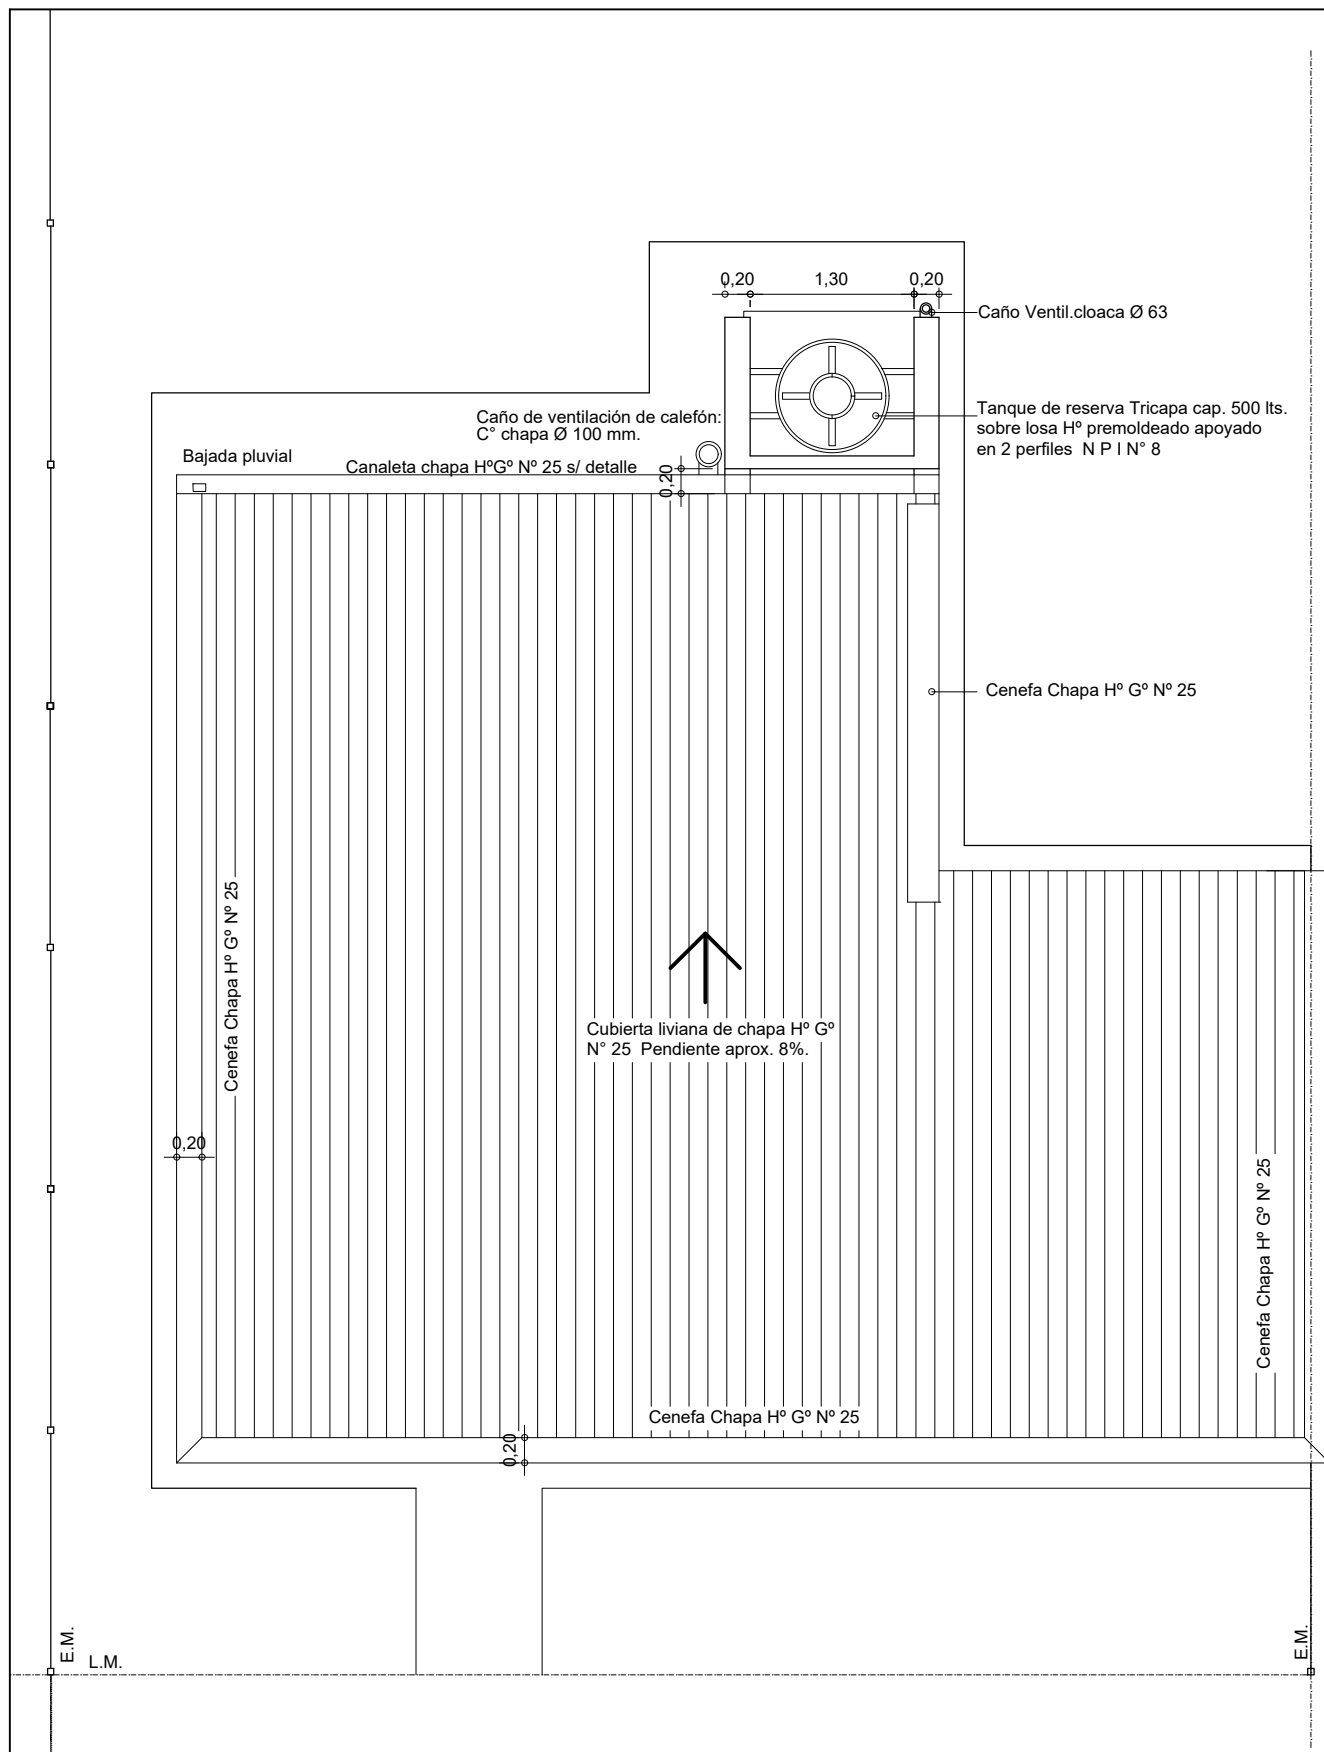 0,20
1,30
0,20
Caño Ventil.cloaca Ø 63
Tanque de reserva Tricapa cap. 500 lts.
sobre losa Hº premoldeado apoyado
en 2 perfiles N P I N° 8
Caño de ventilación de calefón:
C° chapa Ø 100 mm.
Bajada pluvial
Canaleta chapa HºGº Nº 25 s/ detalle
0,20
Cenefa Chapa Hº Gº Nº 25
Cenefa Chapa Hº Gº Nº 25
Cubierta liviana de chapa Hº Gº
N° 25 Pendiente aprox. 8%.
0,20
Cenefa Chapa Hº Gº Nº 25
Cenefa Chapa Hº Gº Nº 25
0,20
E.M.
L.M.
E.M.